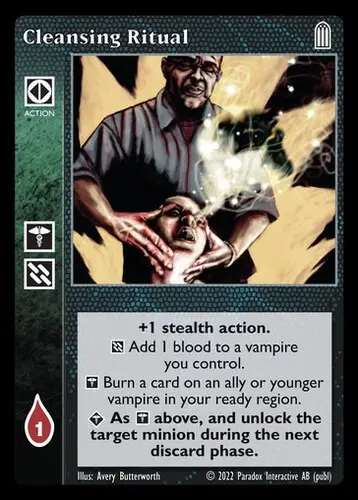 Cleansing Ritual
ACTION
+1 stealth action.
Add 1 blood to a vampire
you control.
Burn a card on an ally or younger
vampire in your ready region.
As above, and unlock the
target minion during the next
discard phase.
1
Illus: Avery Butterworth © 2022 Paradox Interactive AB (publ)